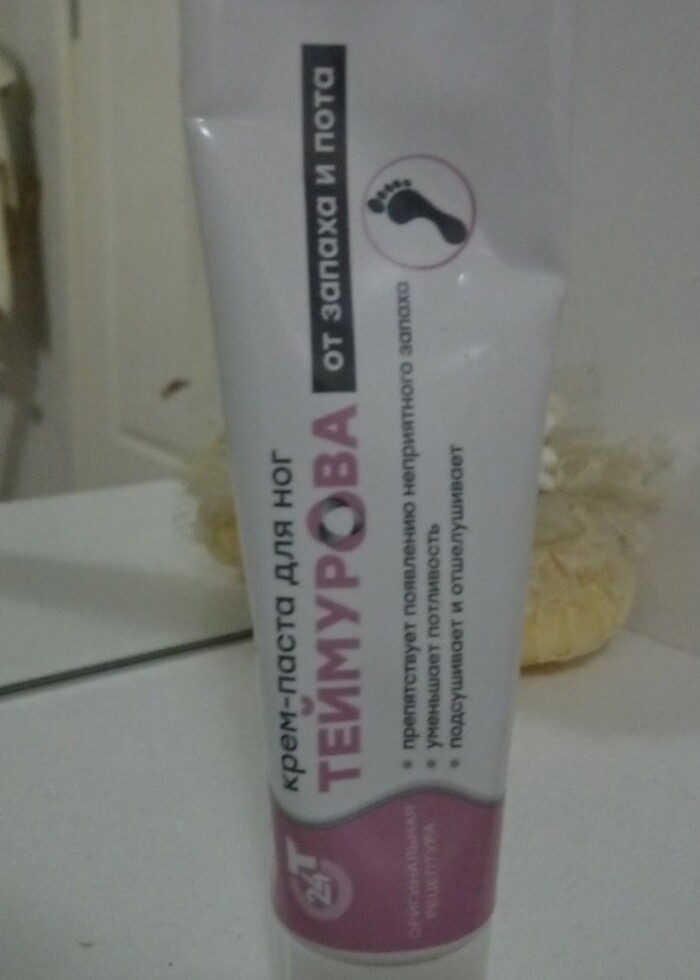 крем-паста для ног
ТЕЙМУРОВА
от запаха и пота
препятствует появлению неприятного запаха
уменьшает потливость
подсушивает и отшелушивает
24 Т
ОРИГИНАЛЬНАЯ
РЕЦЕПТУРА